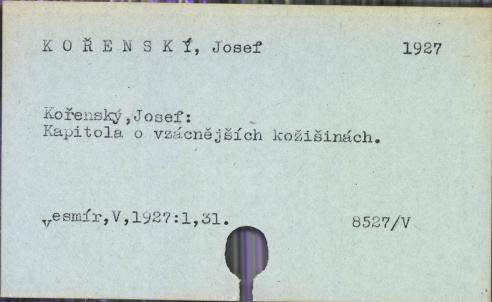 K O Ř E N S K Ý, Josef 1927
Kořenský,Josef:
Kapitola o vzácnějších kožišinách.
vesmír,V,1927:1,31. 8527/V